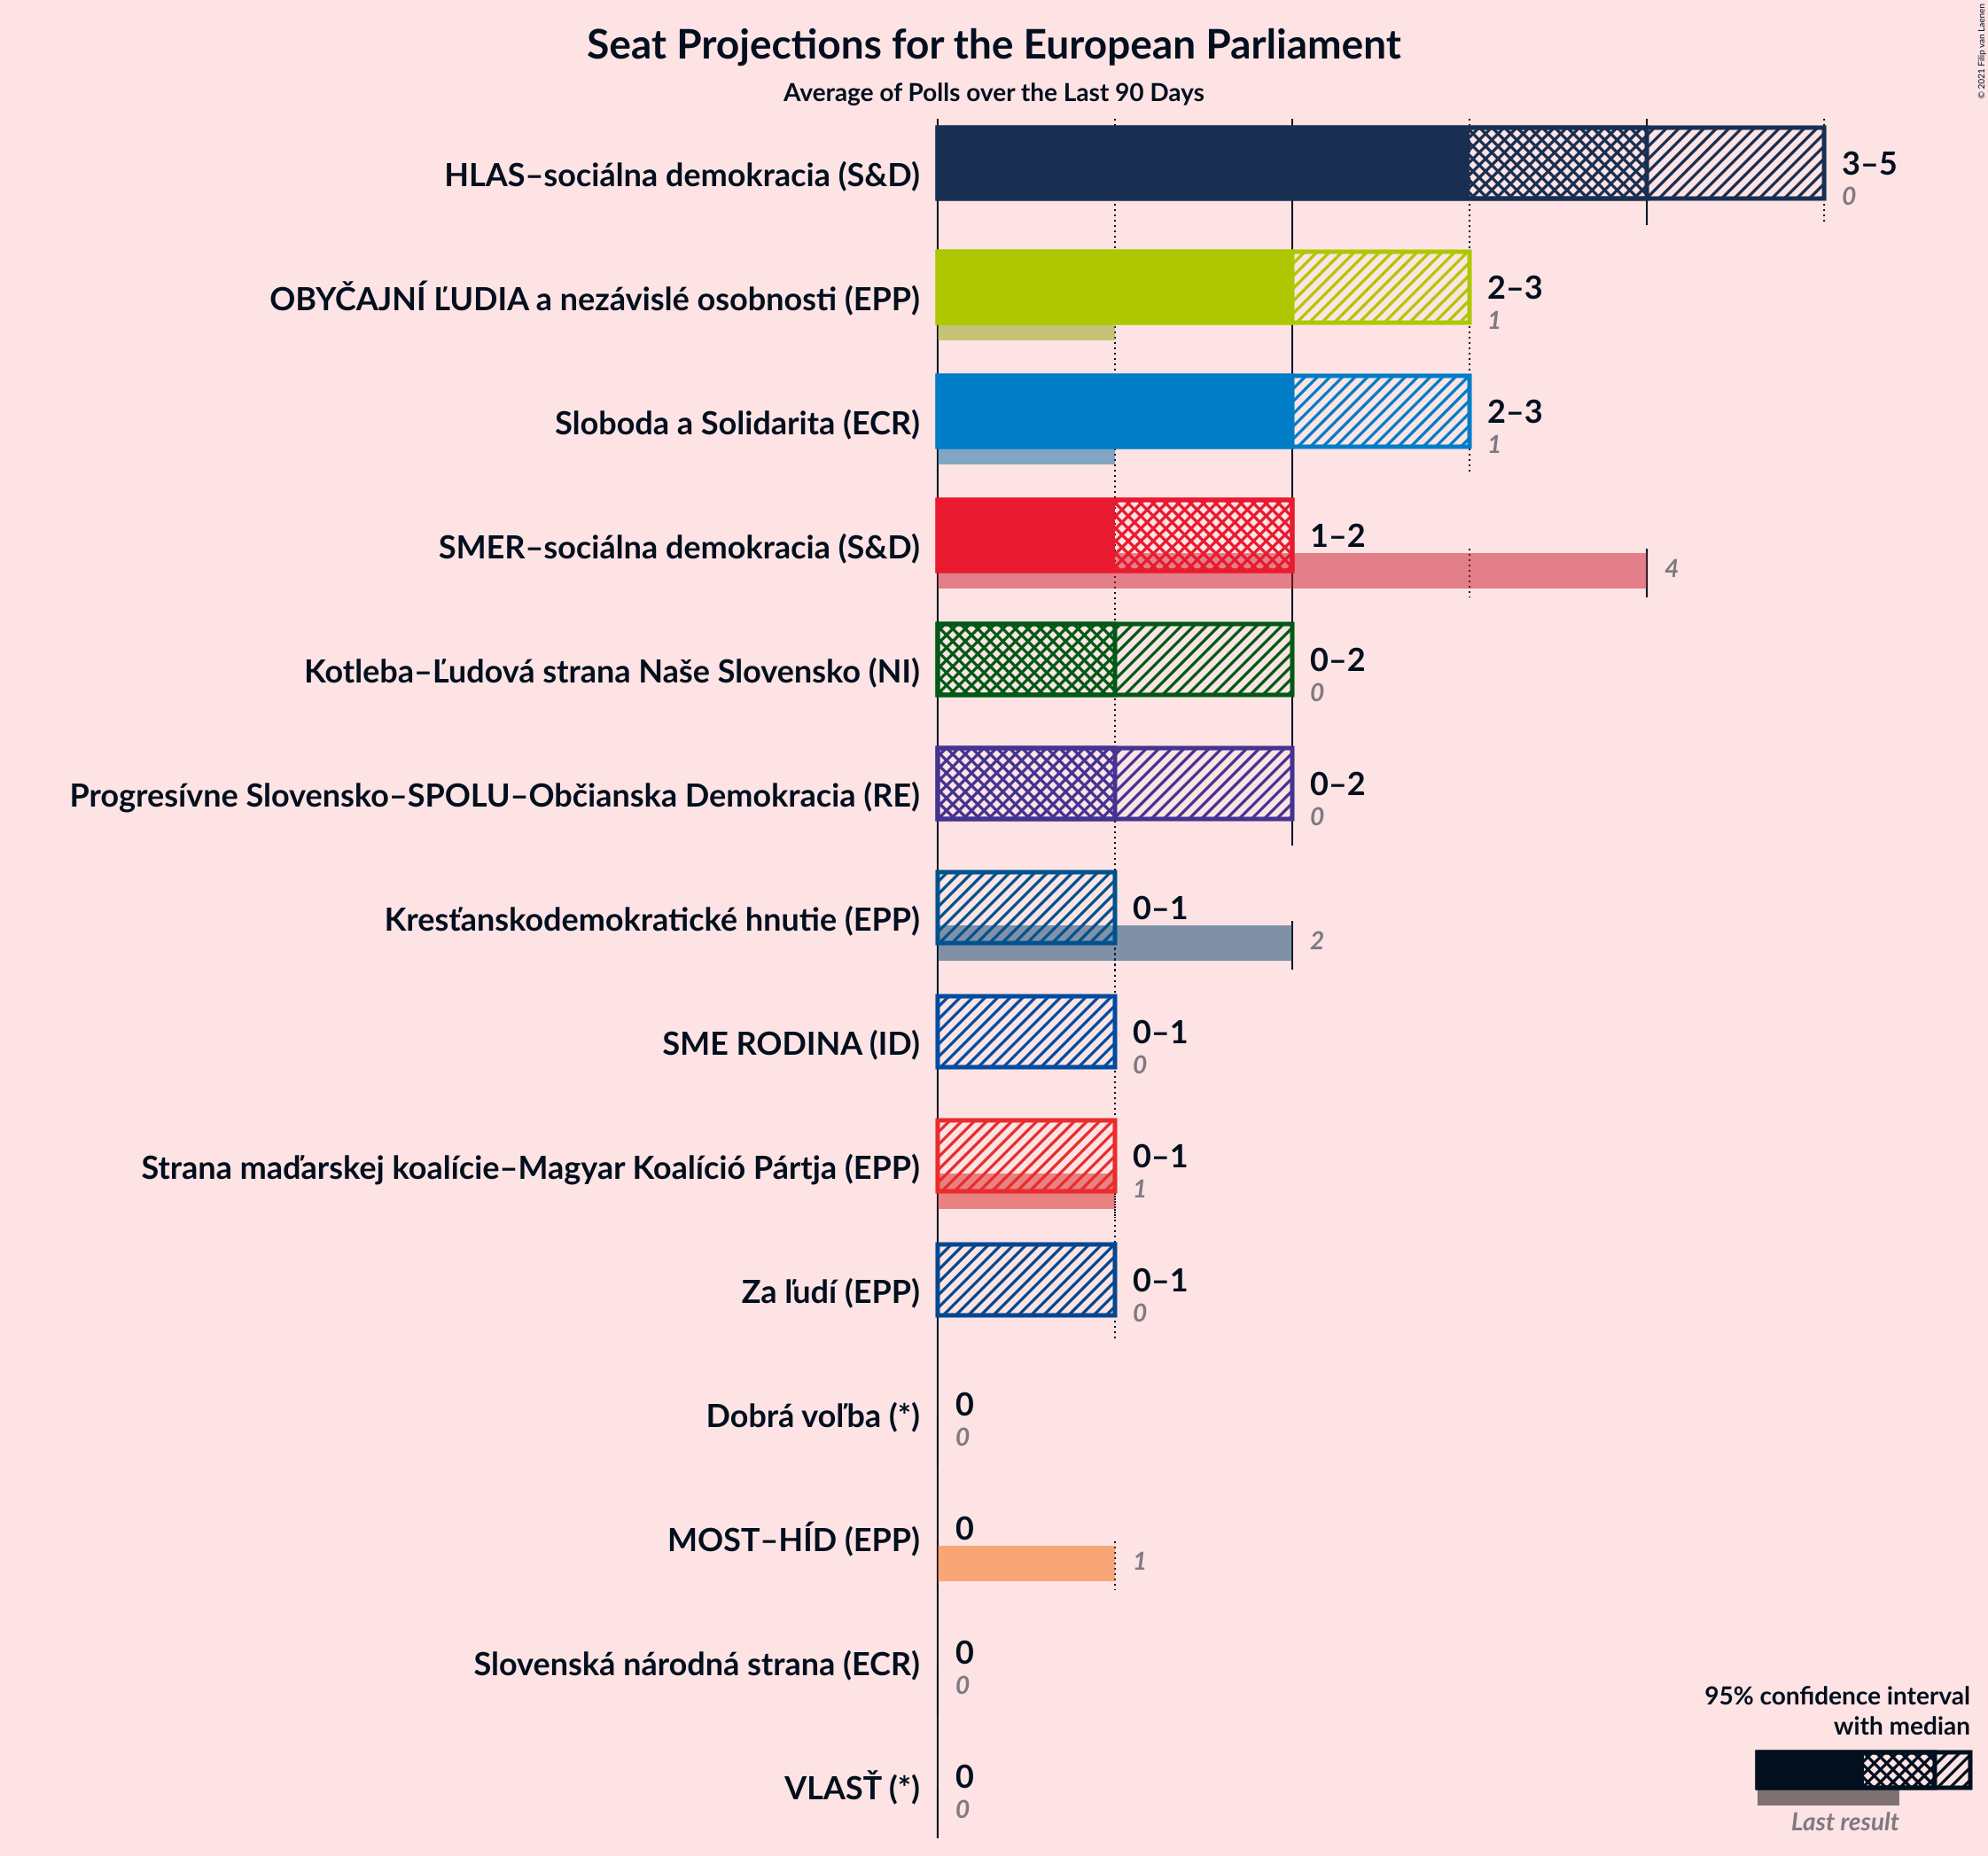 Seat Projections for the European Parliament
Average of Polls over the Last 90 Days
© 2021 Filip van Laenen
HLAS–sociálna demokracia (S&D)
3–5
0
OBYČAJNÍ ĽUDIA a nezávislé osobnosti (EPP)
2–3
1
Sloboda a Solidarita (ECR)
2–3
1
SMER–sociálna demokracia (S&D)
1–2
4
Kotleba–Ľudová strana Naše Slovensko (NI)
0–2
0
Progresívne Slovensko–SPOLU–Občianska Demokracia (RE)
0–2
0
Kresťanskodemokratické hnutie (EPP)
0–1
2
SME RODINA (ID)
0–1
0
Strana maďarskej koalície–Magyar Koalíció Pártja (EPP)
0–1
1
Za ľudí (EPP)
0–1
0
Dobrá voľba (*)
0
0
MOST–HÍD (EPP)
0
1
Slovenská národná strana (ECR)
0
0
VLASŤ (*)
0
0
95% confidence interval
with median
Last result